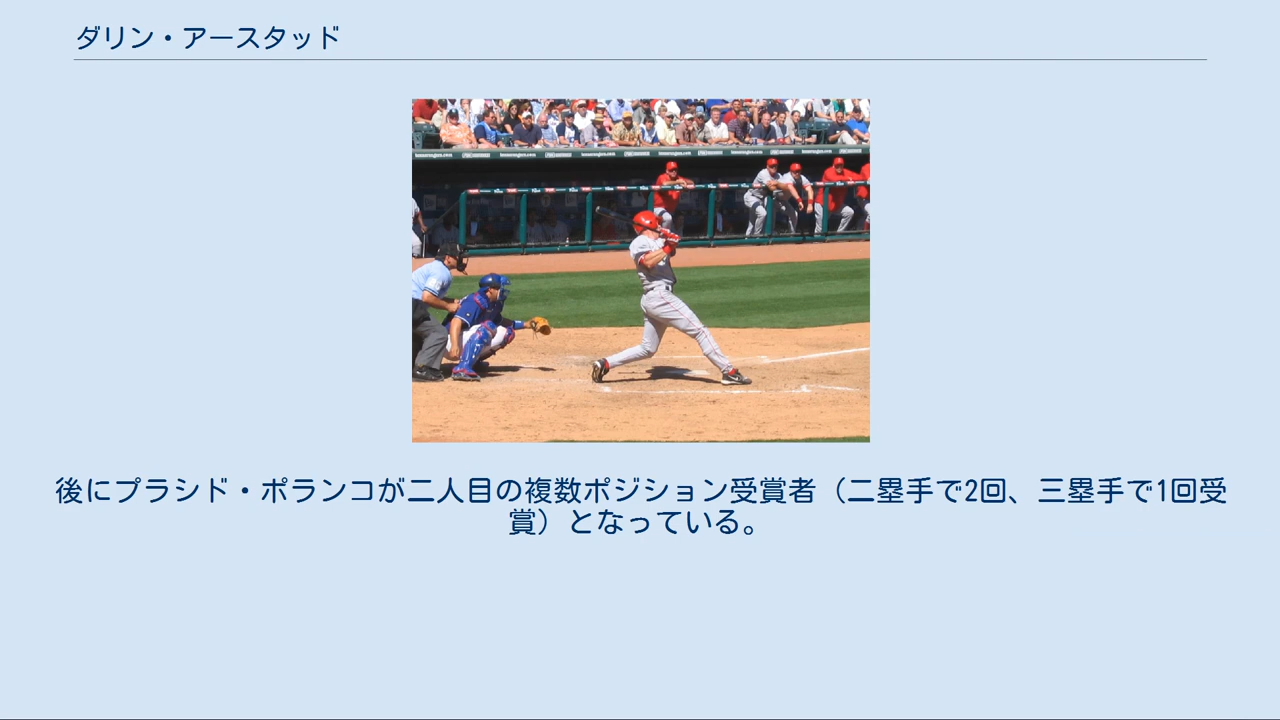 ダリン・アースタッド
後にプラシド・ポランコが二人目の複数ポジション受賞者（二塁手で2回、三塁手で1回受
賞）となっている。